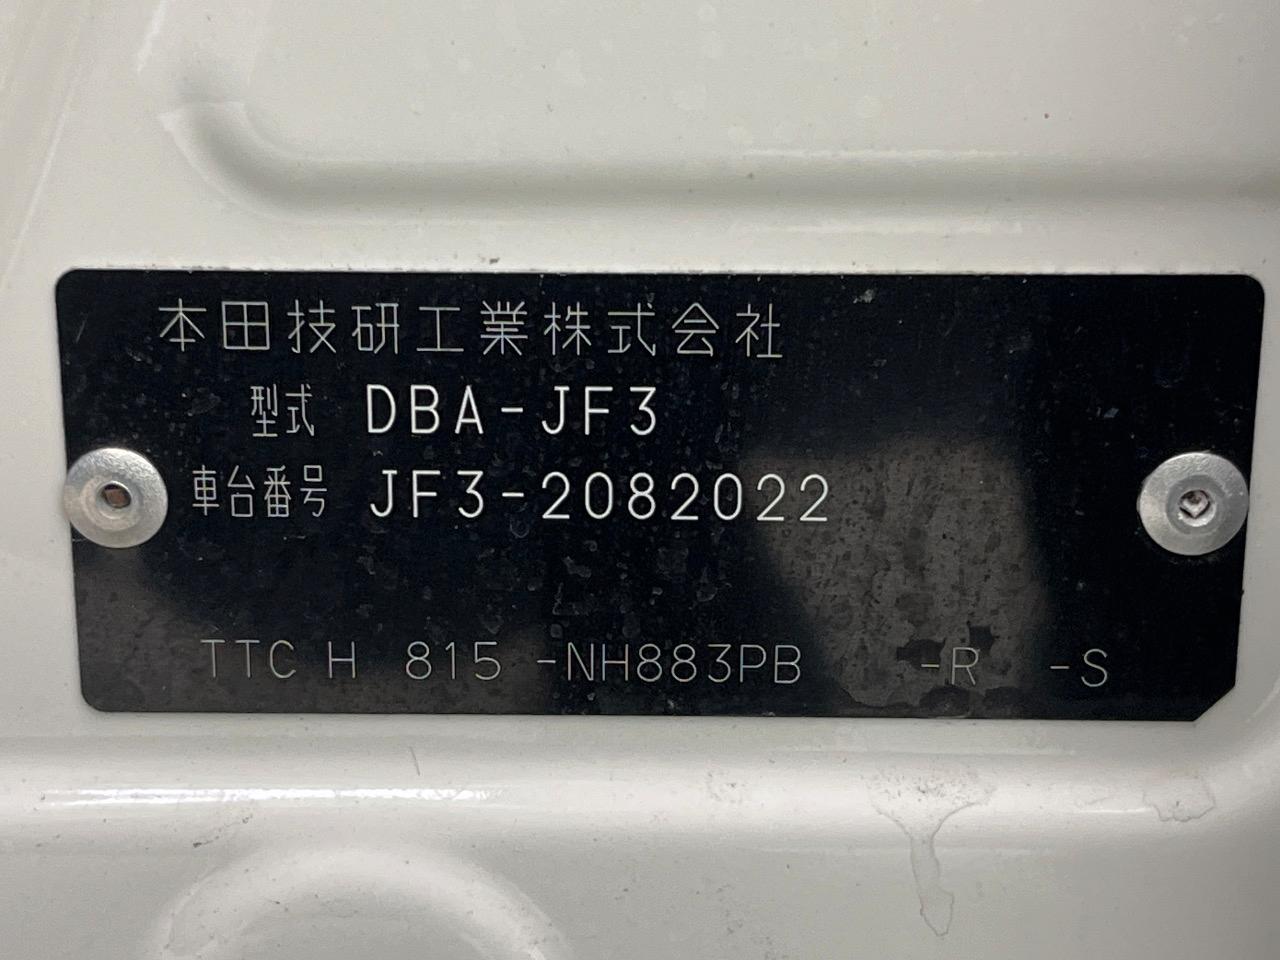 本田技研工業株式会社
型式 DBA-JF3
車台番号 JF3-2082022
TTC H 815 -NH883PB -R -S